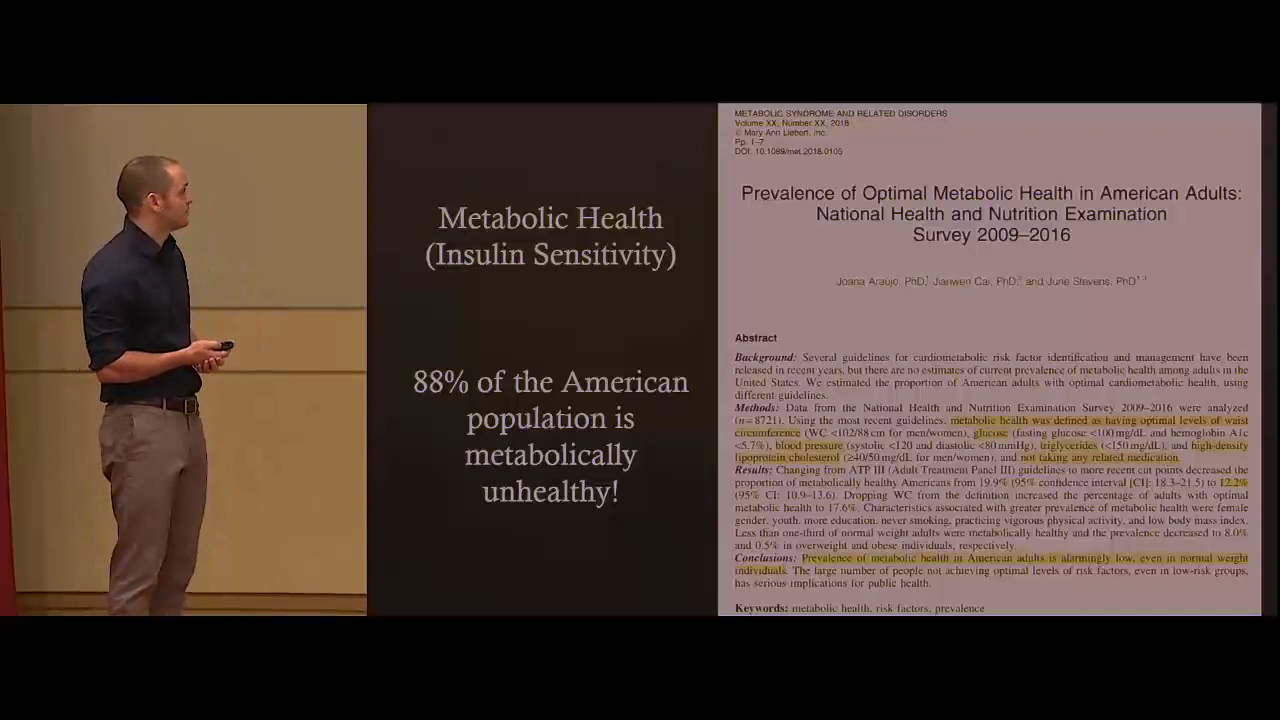 Metabolic Health
(Insulin Sensitivity)
88% of the American
population is
metabolically
unhealthy!
METABOLIC SYNDROME AND RELATED DISORDERS
Volume XX, Number XX, 2018
© Mary Ann Liebert, Inc.
Pp. 1–7
DOI: 10.1089/met.2018.0105
Prevalence of Optimal Metabolic Health in American Adults:
National Health and Nutrition Examination
Survey 2009–2016
Joana Araújo, PhD,1 Jianwen Cai, PhD,2 and June Stevens, PhD1,3
Abstract
Background: Several guidelines for cardiometabolic risk factor identification and management have been
released in recent years, but there are no estimates of current prevalence of metabolic health among adults in the
United States. We estimated the proportion of American adults with optimal cardiometabolic health, using
different guidelines.
Methods: Data from the National Health and Nutrition Examination Survey 2009–2016 were analyzed
(n=8721). Using the most recent guidelines, metabolic health was defined as having optimal levels of waist
circumference (WC <102/88 cm for men/women), glucose (fasting glucose <100 mg/dL and hemoglobin A1c
<5.7%), blood pressure (systolic <120 and diastolic <80 mmHg), triglycerides (<150 mg/dL), and high-density
lipoprotein cholesterol (≥40/50 mg/dL for men/women), and not taking any related medication.
Results: Changing from ATP III (Adult Treatment Panel III) guidelines to more recent cut points decreased the
proportion of metabolically healthy Americans from 19.9% (95% confidence interval [CI]: 18.3–21.5) to 12.2%
(95% CI: 10.9–13.6). Dropping WC from the definition increased the percentage of adults with optimal
metabolic health to 17.6%. Characteristics associated with greater prevalence of metabolic health were female
gender, youth, more education, never smoking, practicing vigorous physical activity, and low body mass index.
Less than one-third of normal weight adults were metabolically healthy and the prevalence decreased to 8.0%
and 0.5% in overweight and obese individuals, respectively.
Conclusions: Prevalence of metabolic health in American adults is alarmingly low, even in normal weight
individuals. The large number of people not achieving optimal levels of risk factors, even in low-risk groups,
has serious implications for public health.
Keywords: metabolic health, risk factors, prevalence